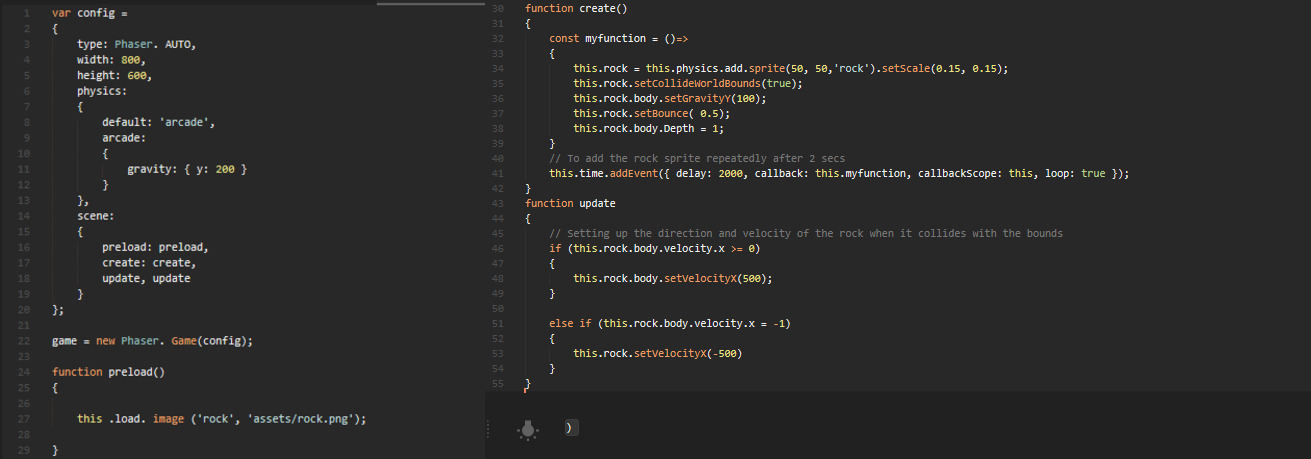 1 var config =
2 {
3 type: Phaser. AUTO,
4 width: 800,
5 height: 600,
6 physics:
7 {
8 default: 'arcade',
9 arcade:
10 {
11 gravity: { y: 200 }
12 }
13 },
14 scene:
15 {
16 preload: preload,
17 create: create,
18 update, update
19 }
20 };
21
22 game = new Phaser. Game(config);
23
24 function preload()
25 {
26
27 this .load. image ('rock', 'assets/rock.png');
28
29 }
30 function create()
31 {
32 const myfunction = ()=>
33 {
34 this.rock = this.physics.add.sprite(50, 50,'rock').setScale(0.15, 0.15);
35 this.rock.setCollideWorldBounds(true);
36 this.rock.body.setGravityY(100);
37 this.rock.setBounce( 0.5);
38 this.rock.body.Depth = 1;
39 }
40 // To add the rock sprite repeatedly after 2 secs
41 this.time.addEvent({ delay: 2000, callback: this.myfunction, callbackScope: this, loop: true });
42 }
43 function update
44 {
45 // Setting up the direction and velocity of the rock when it collides with the bounds
46 if (this.rock.body.velocity.x >= 0)
47 {
48 this.rock.body.setVelocityX(500);
49 }
50
51 else if (this.rock.body.velocity.x = -1)
52 {
53 this.rock.setVelocityX(-500)
54 }
55 }
)